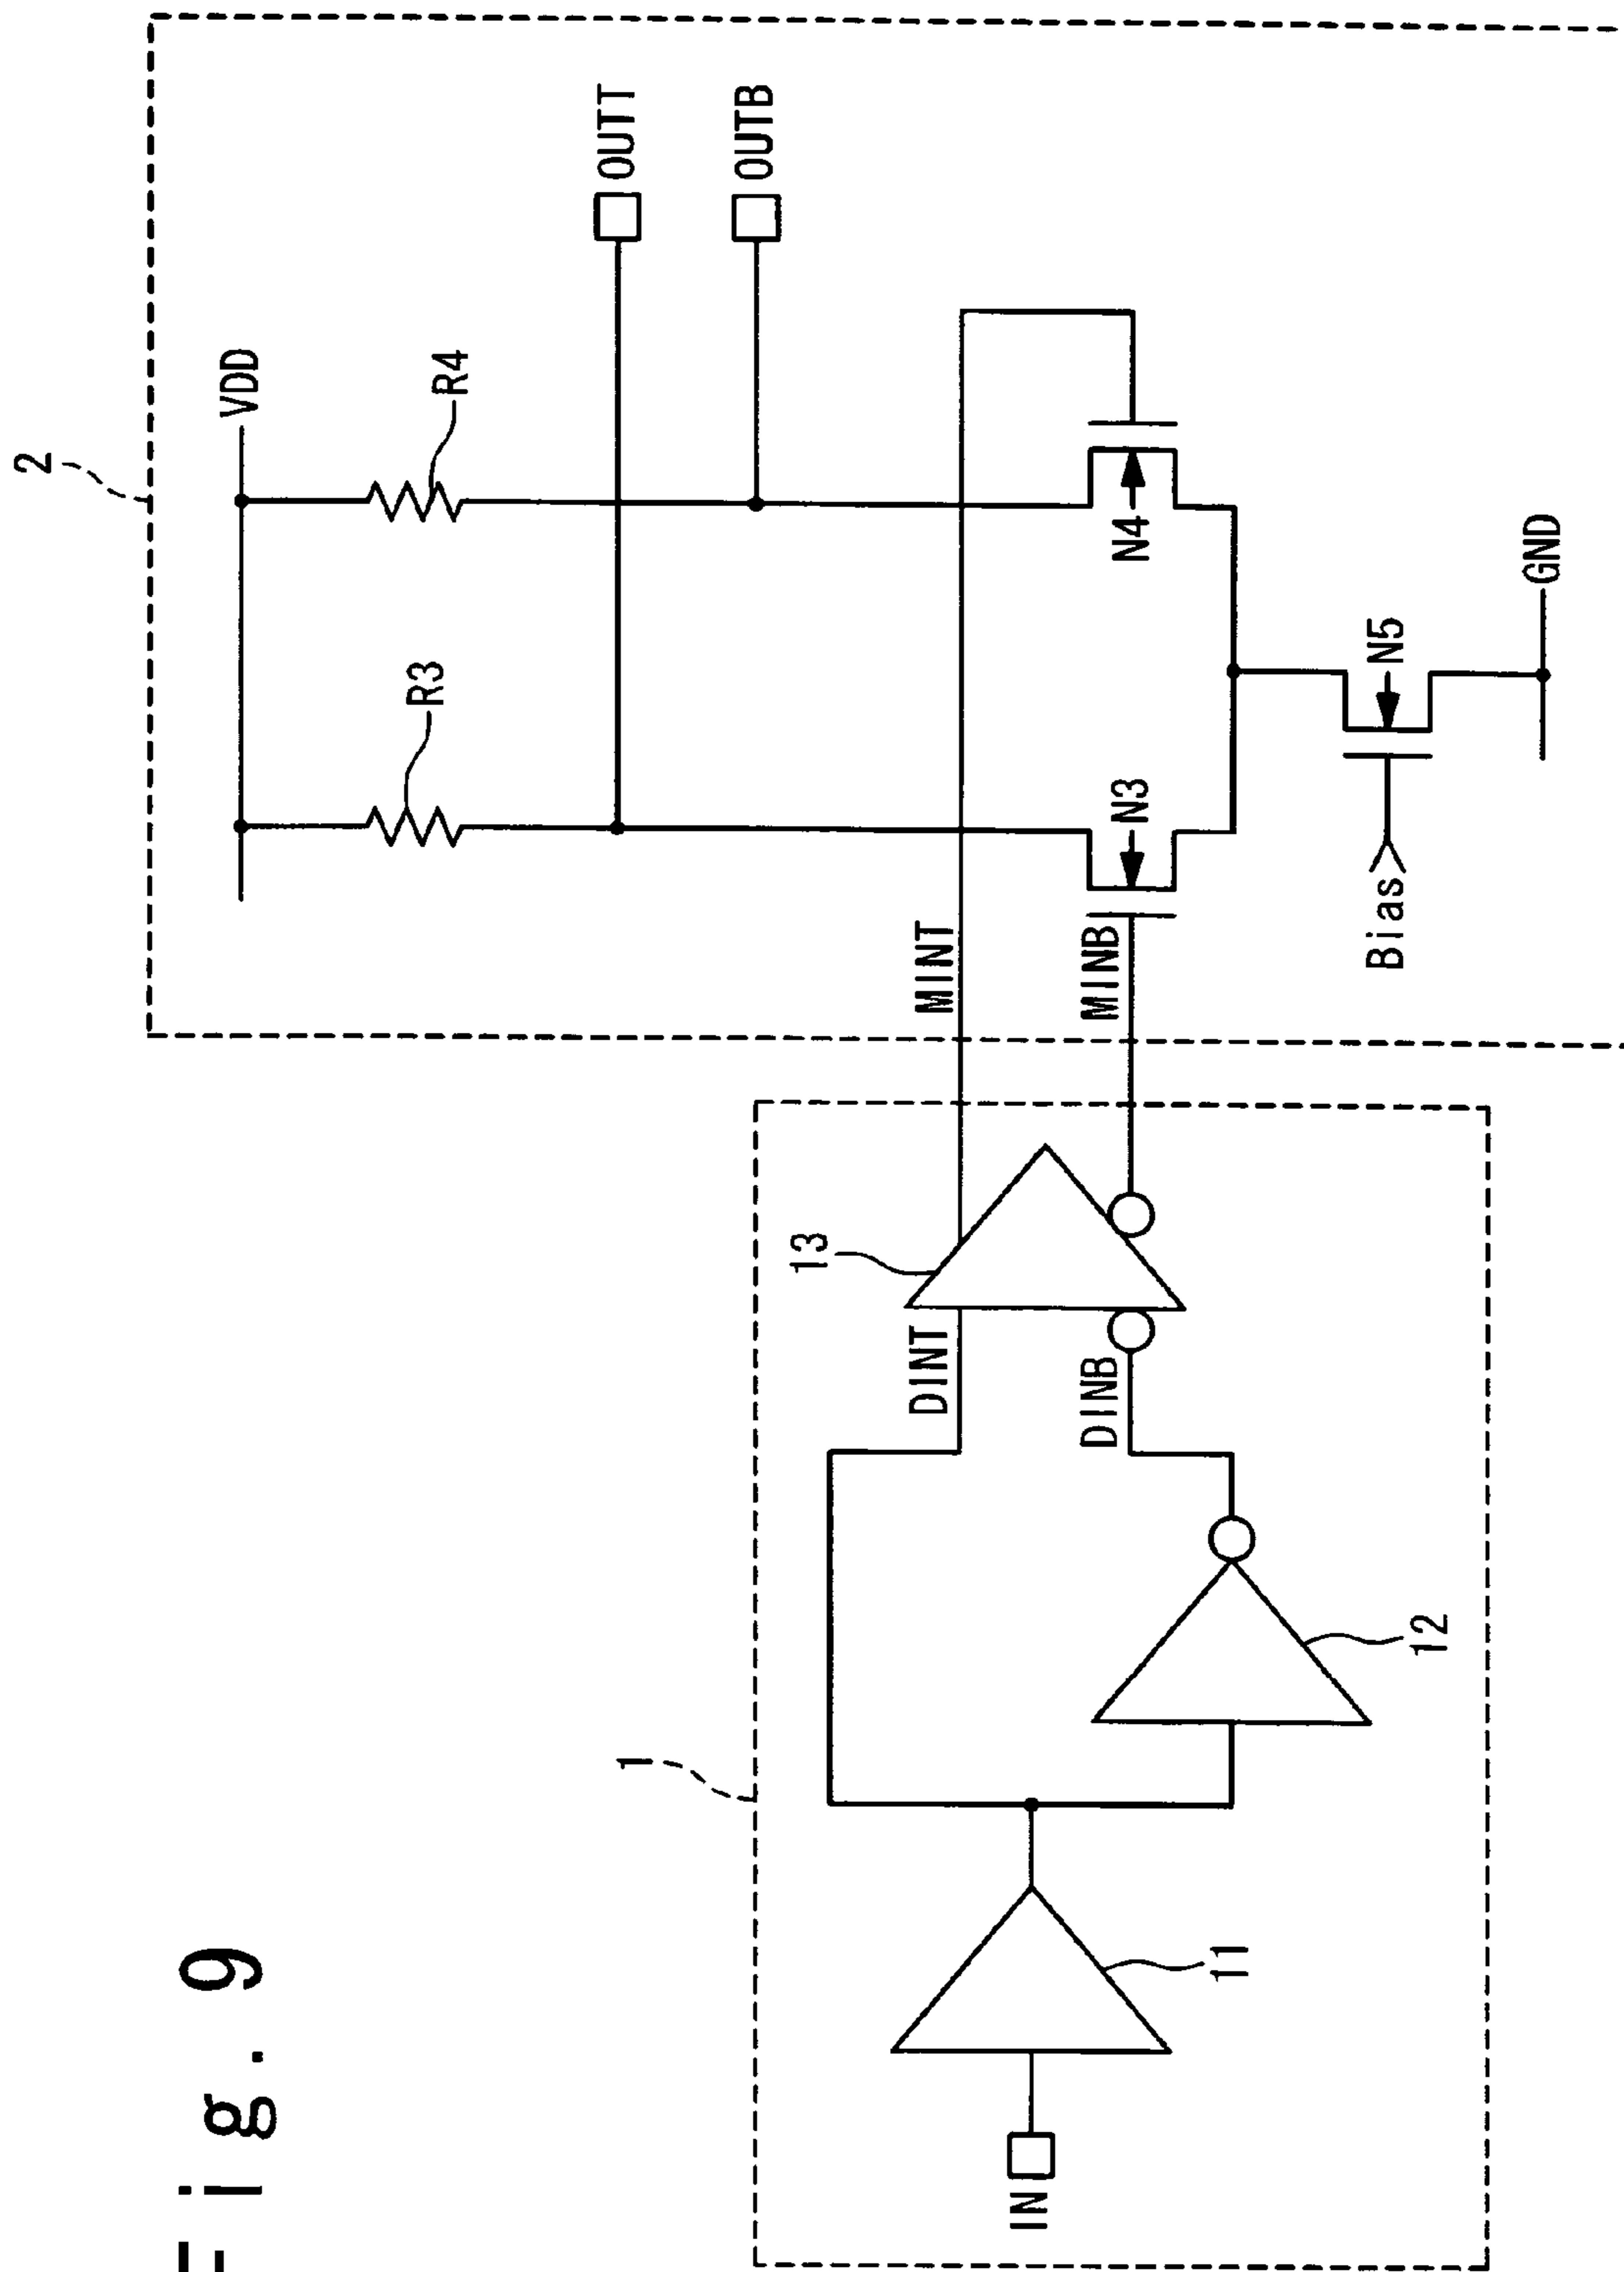 Fig. 9
2
VDD
R3
R4
OUTT
OUTB
1
13
MINT
DINT
MINB
DINB
N3
N4
IN
11
12
Bias
N5
GND